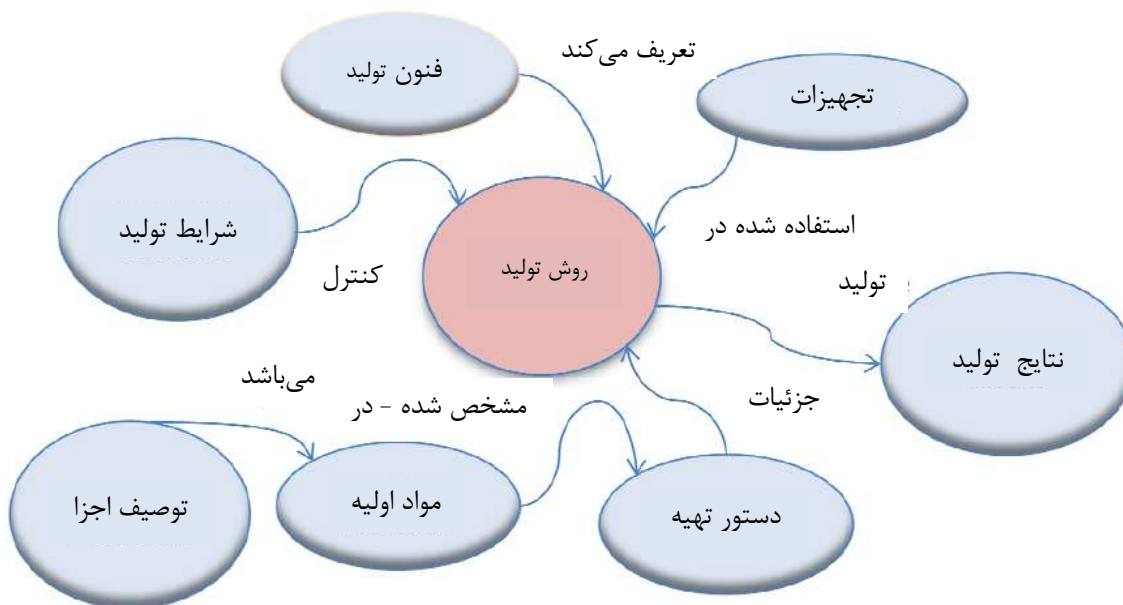 تعریف می‌کند
فنون تولید
تجهیزات
شرایط تولید
استفاده شده در
روش تولید
کنترل
تولید
نتایج تولید
می‌باشد
مشخص شده - در
جزئیات
توصیف اجزا
مواد اولیه
دستور تهیه